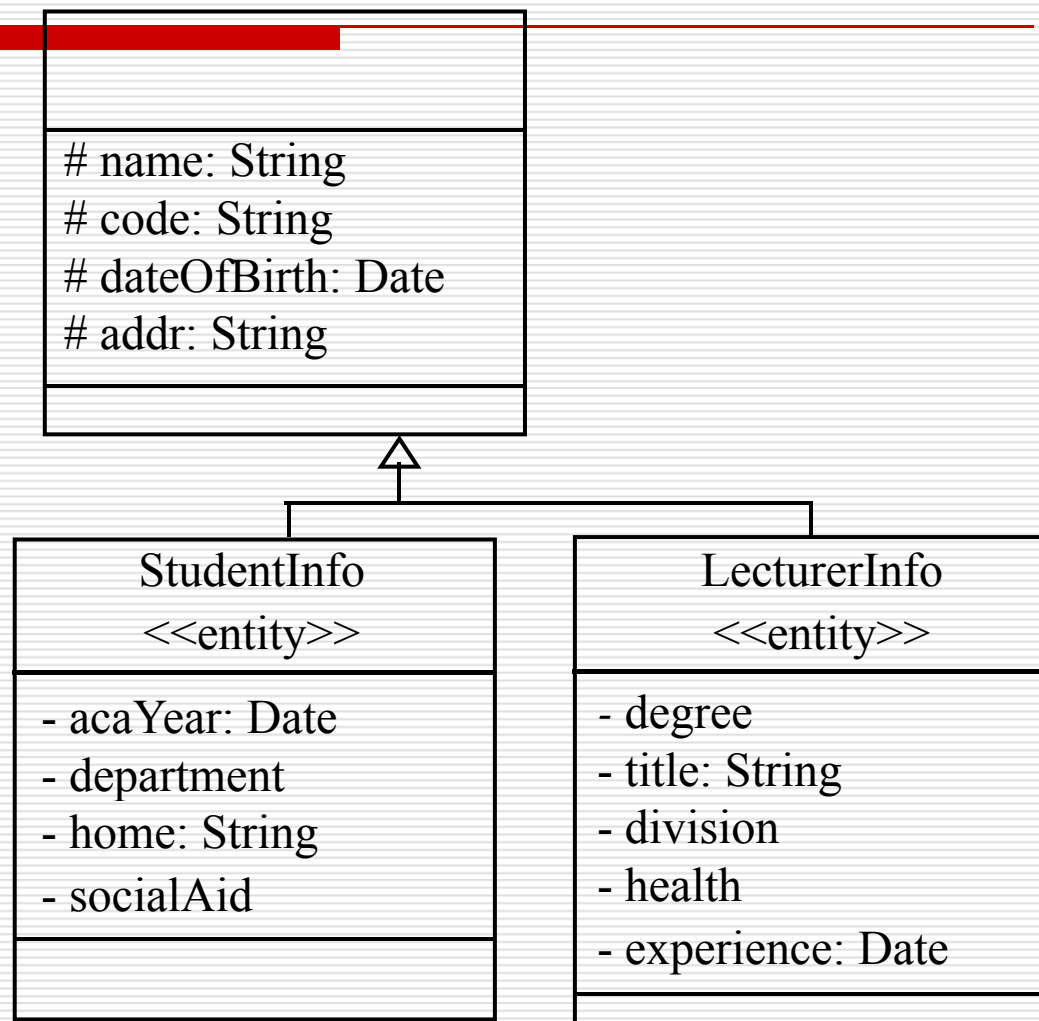 # name: String
# code: String
# dateOfBirth: Date
# addr: String
StudentInfo
<<entity>>
- acaYear: Date
- department
- home: String
- socialAid
LecturerInfo
<<entity>>
- degree
- title: String
- division
- health
- experience: Date